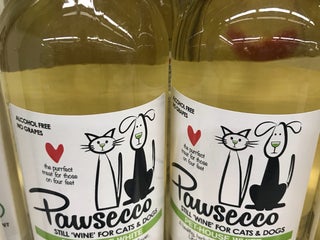 ALCOHOL FREE
NO GRAPES
the purrfect
treat for those
on four feet
Pawsecco
STILL 'WINE' FOR CATS & DOGS
WHITE
ALCOHOL FREE
NO GRAPES
the purrfect
treat for those
on four feet
Pawsecco
STILL 'WINE' FOR CATS & DOGS